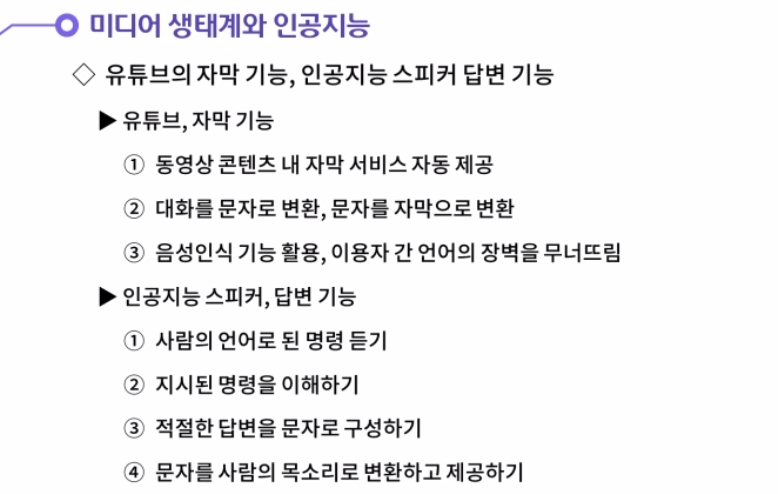 미디어 생태계와 인공지능
◇ 유튜브의 자막 기능, 인공지능 스피커 답변 기능
▶ 유튜브, 자막 기능
① 동영상 콘텐츠 내 자막 서비스 자동 제공
② 대화를 문자로 변환, 문자를 자막으로 변환
③ 음성인식 기능 활용, 이용자 간 언어의 장벽을 무너뜨림
▶ 인공지능 스피커, 답변 기능
① 사람의 언어로 된 명령 듣기
② 지시된 명령을 이해하기
③ 적절한 답변을 문자로 구성하기
④ 문자를 사람의 목소리로 변환하고 제공하기